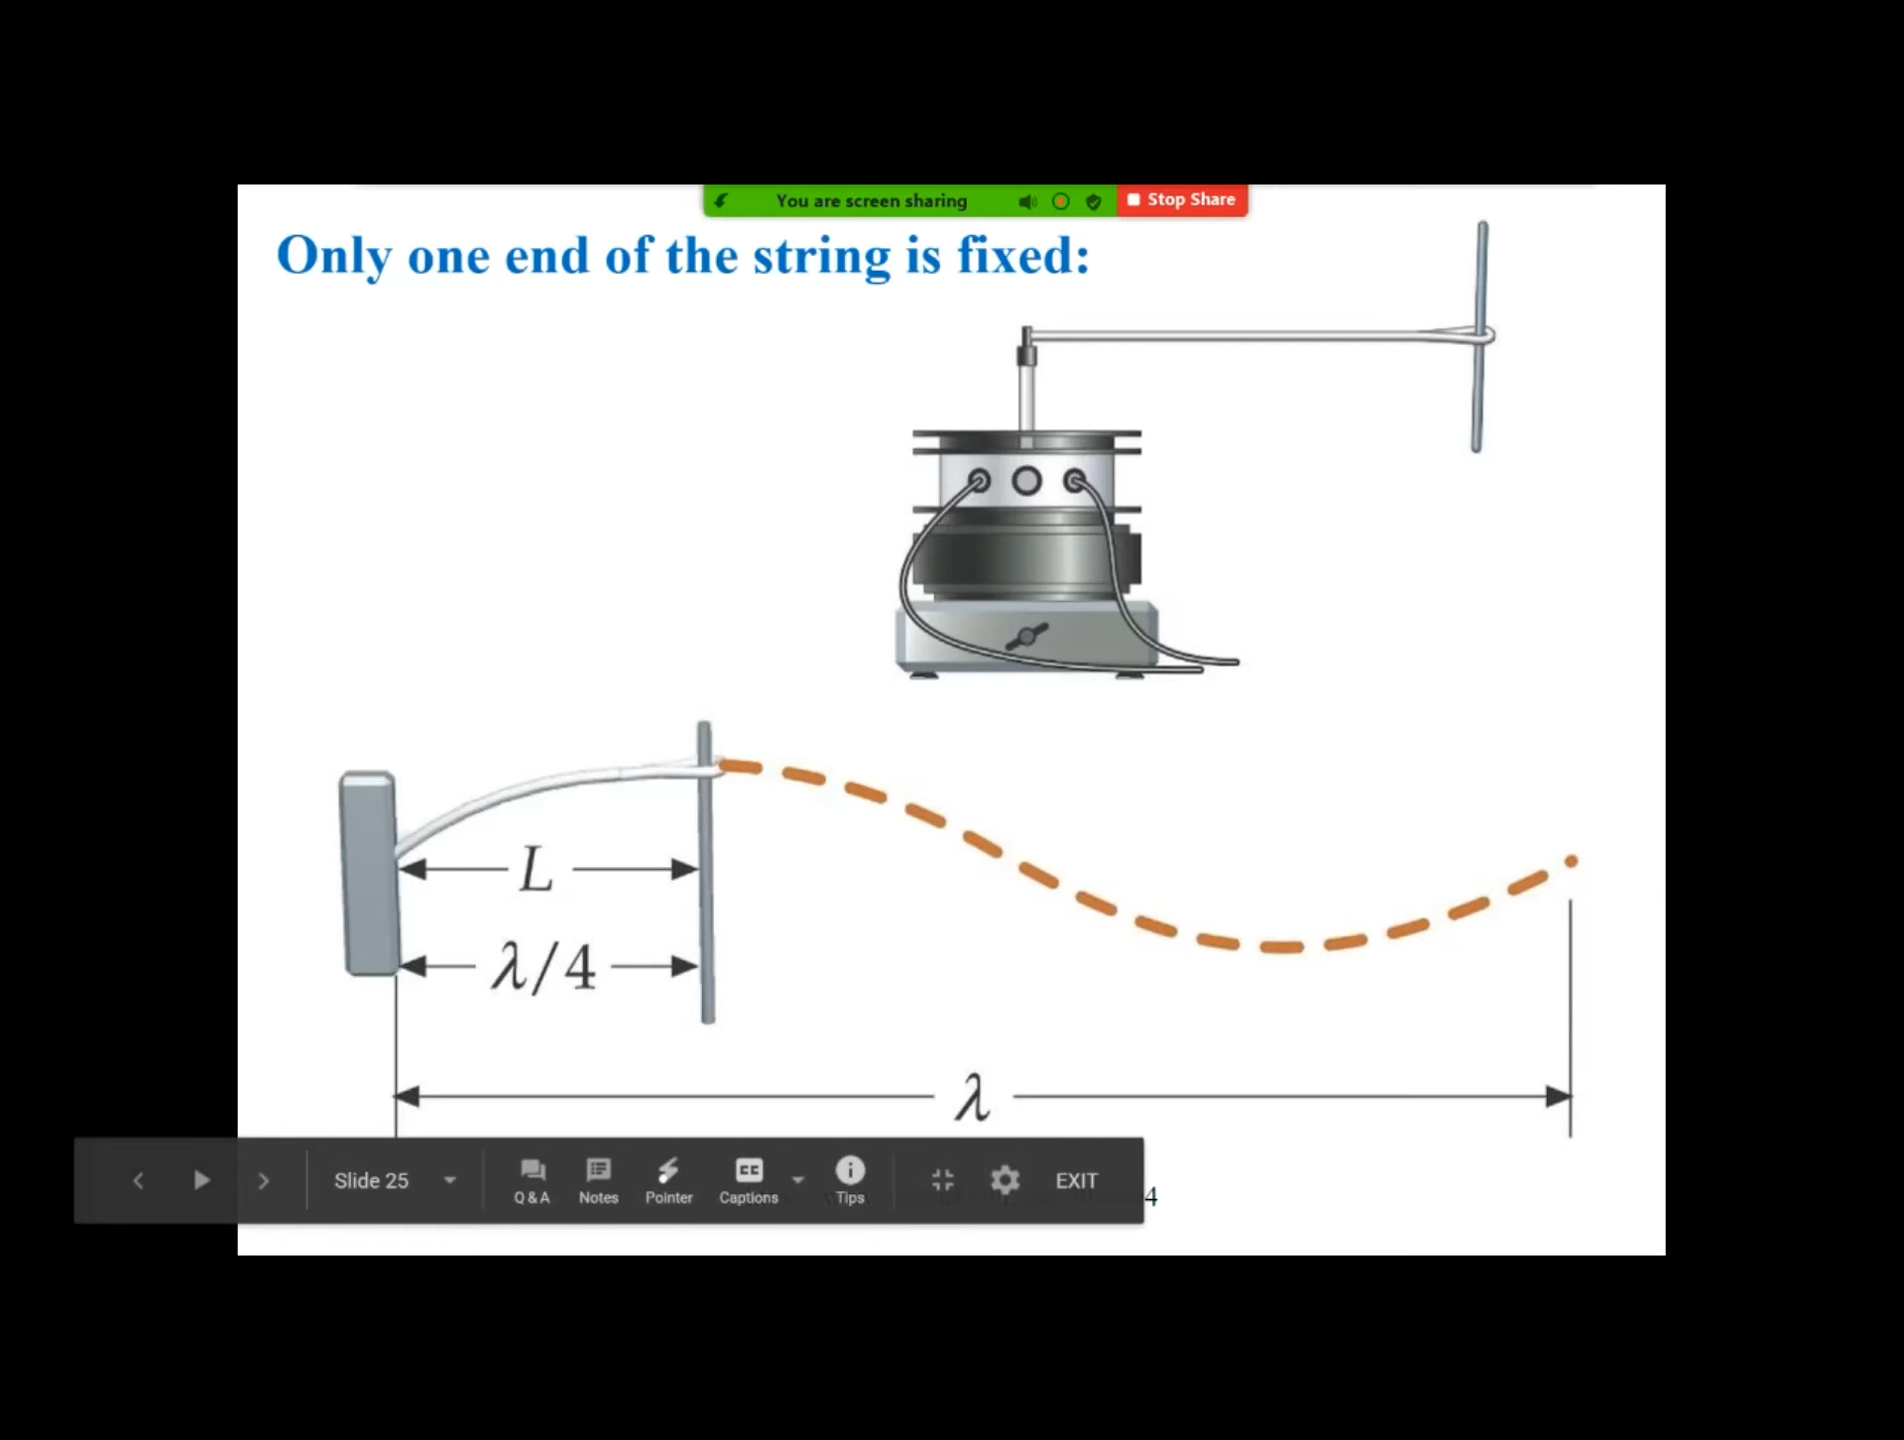 You are screen sharing
Stop Share
Only one end of the string is fixed:
L
λ/4
λ
Slide 25
Q & A
Notes
Pointer
CC
Captions
Tips
EXIT
4